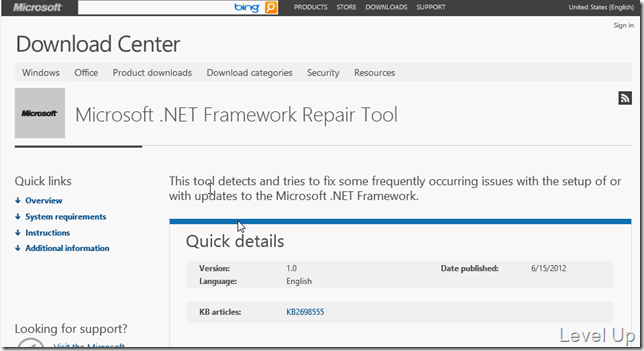 Microsoft bing PRODUCTS STORE DOWNLOADS SUPPORT United States (English)
Sign in
Download Center
Windows Office Product downloads Download categories Security Resources
Microsoft
Microsoft .NET Framework Repair Tool
Quick links
Overview
System requirements
Instructions
Additional information
This tool detects and tries to fix some frequently occurring issues with the setup of or
with updates to the Microsoft .NET Framework.
Quick details
Version: 1.0 Date published: 6/15/2012
Language: English
KB articles: KB2698555
Looking for support?
Visit the Microsoft
Level Up